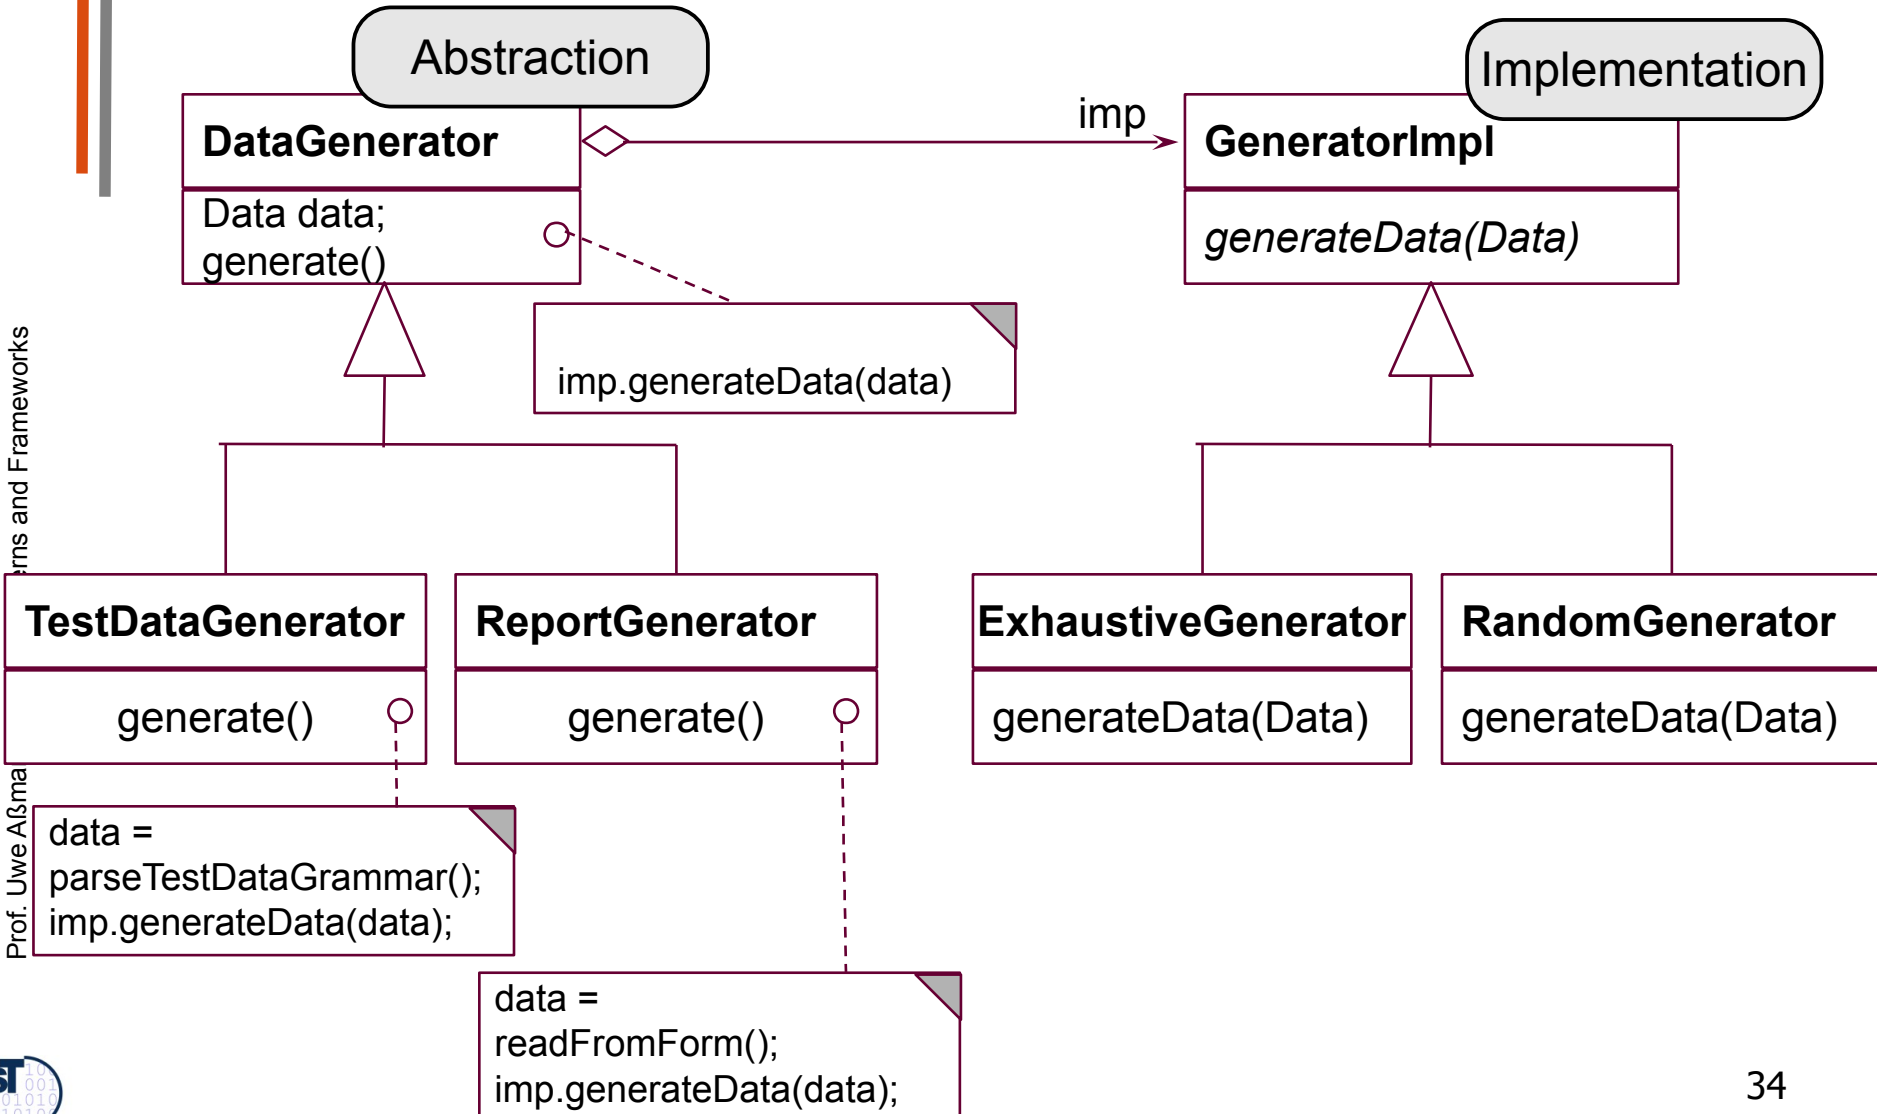 Abstraction
Implementation
DataGenerator
imp
GeneratorImpl
Data data;
generate()
generateData(Data)
imp.generateData(data)
TestDataGenerator
ReportGenerator
ExhaustiveGenerator
RandomGenerator
generate()
generate()
generateData(Data)
generateData(Data)
data =
parseTestDataGrammar();
imp.generateData(data);
data =
readFromForm();
imp.generateData(data);
Prof. Uwe Aßma
erns and Frameworks
34